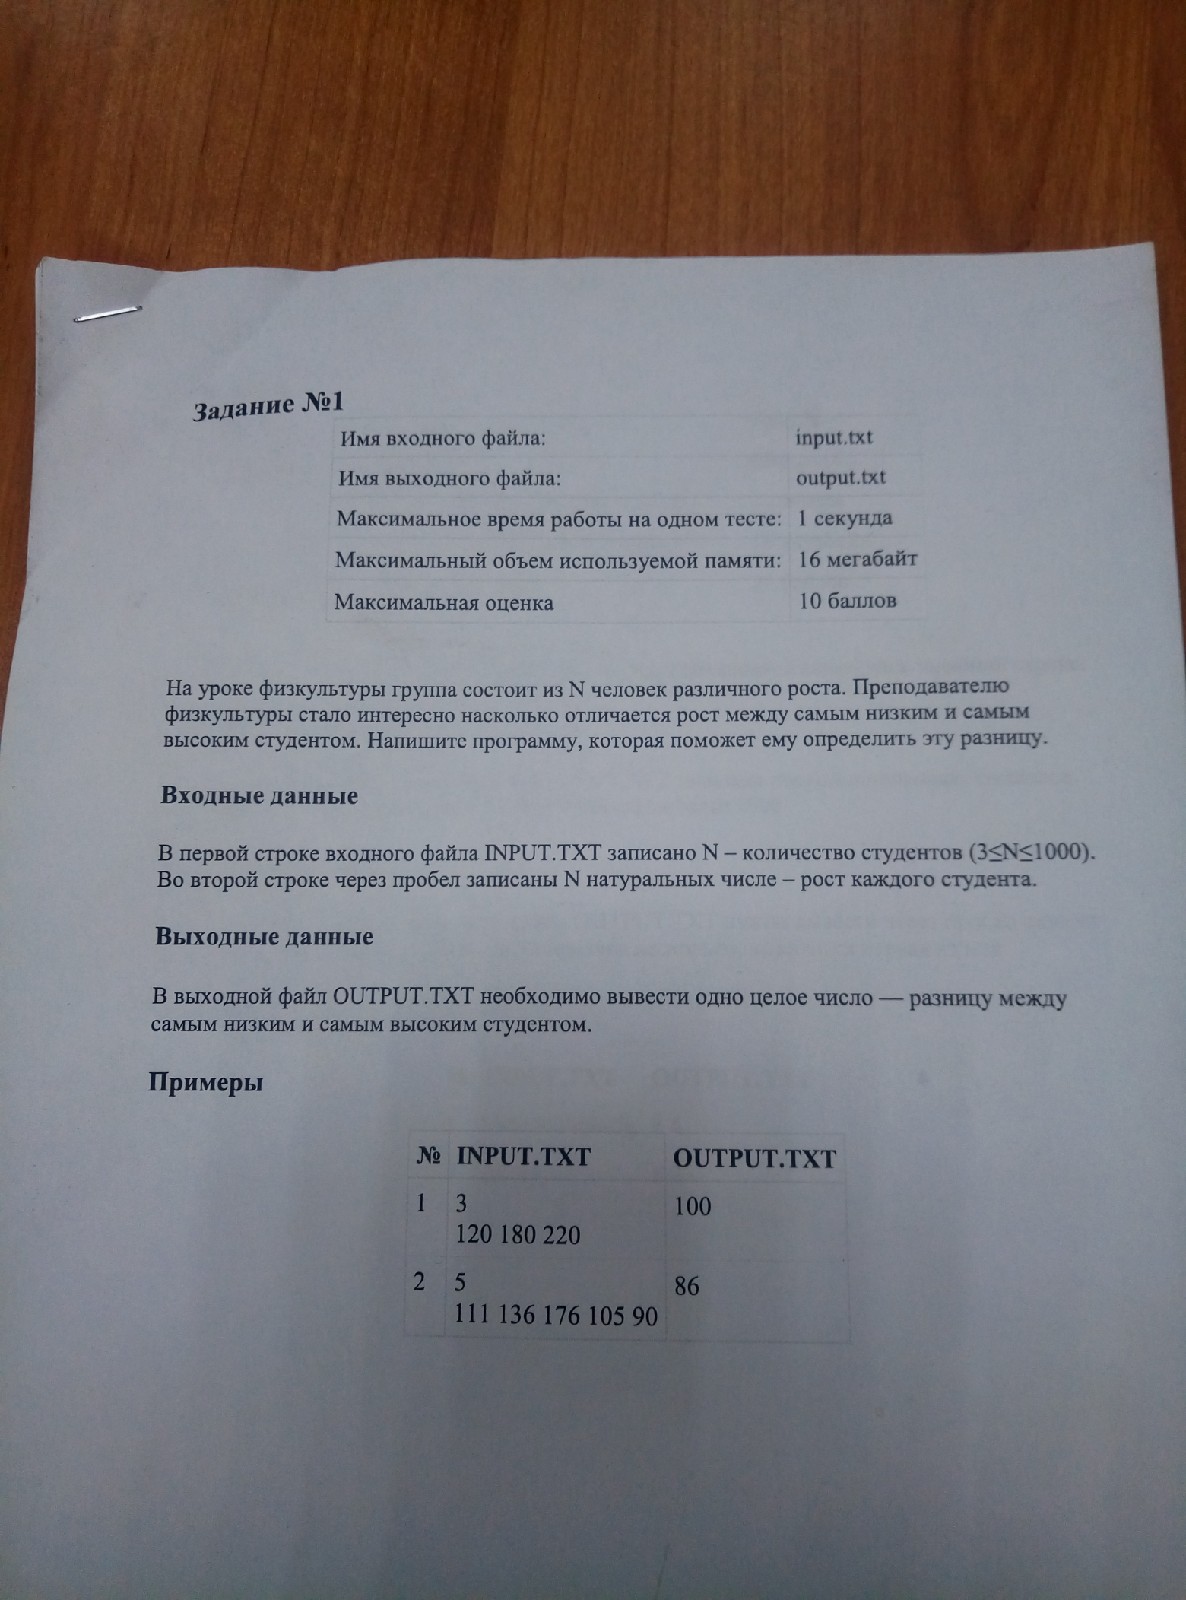 Задание №1
Имя входного файла: input.txt
Имя выходного файла: output.txt
Максимальное время работы на одном тесте: 1 секунда
Максимальный объем используемой памяти: 16 мегабайт
Максимальная оценка 10 баллов
На уроке физкультуры группа состоит из N человек различного роста. Преподавателю
физкультуры стало интересно насколько отличается рост между самым низким и самым
высоким студентом. Напишите программу, которая поможет ему определить эту разницу.
Входные данные
В первой строке входного файла INPUT.TXT записано N – количество студентов (3≤N≤1000).
Во второй строке через пробел записаны N натуральных числе – рост каждого студента.
Выходные данные
В выходной файл OUTPUT.TXT необходимо вывести одно целое число — разницу между
самым низким и самым высоким студентом.
Примеры
№ INPUT.TXT OUTPUT.TXT
1 3 100
120 180 220
2 5 86
111 136 176 105 90